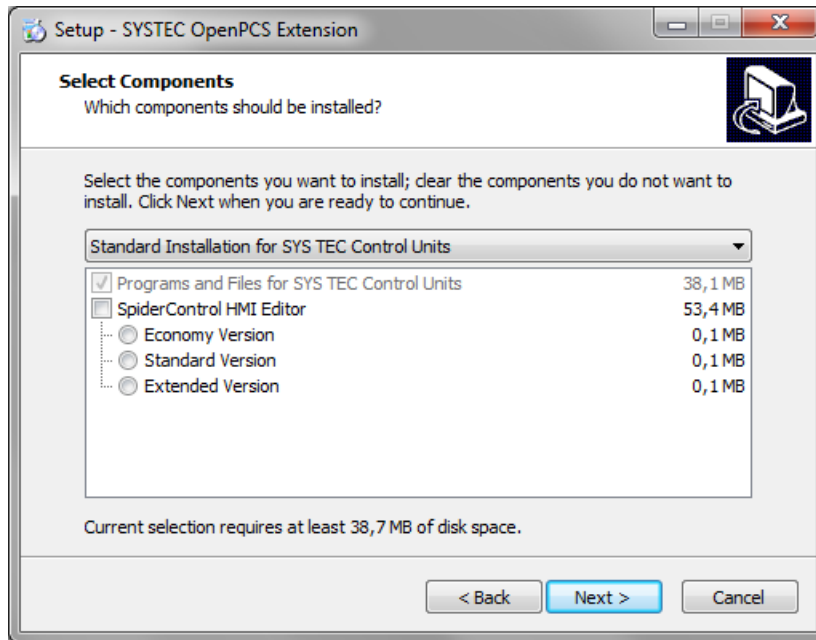 Setup - SYSTEC OpenPCS Extension
Select Components
Which components should be installed?
Select the components you want to install; clear the components you do not want to
install. Click Next when you are ready to continue.
Standard Installation for SYS TEC Control Units
Programs and Files for SYS TEC Control Units 38,1 MB
SpiderControl HMI Editor 53,4 MB
Economy Version 0,1 MB
Standard Version 0,1 MB
Extended Version 0,1 MB
Current selection requires at least 38,7 MB of disk space.
< Back Next > Cancel